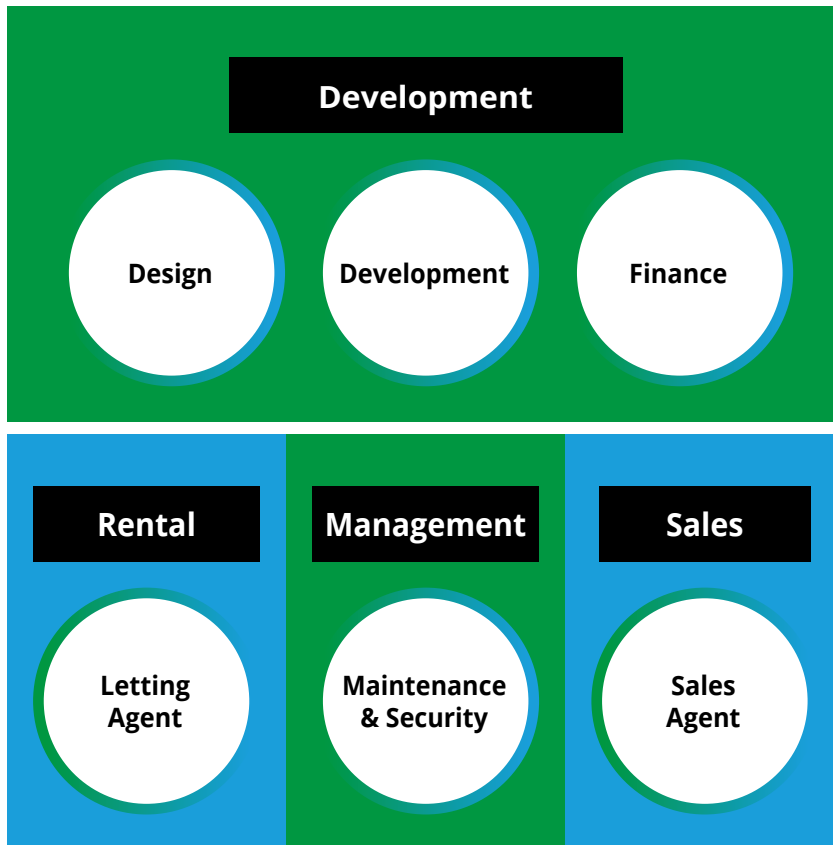 Development
Design
Development
Finance
Rental
Management
Sales
Letting
Agent
Maintenance
& Security
Sales
Agent